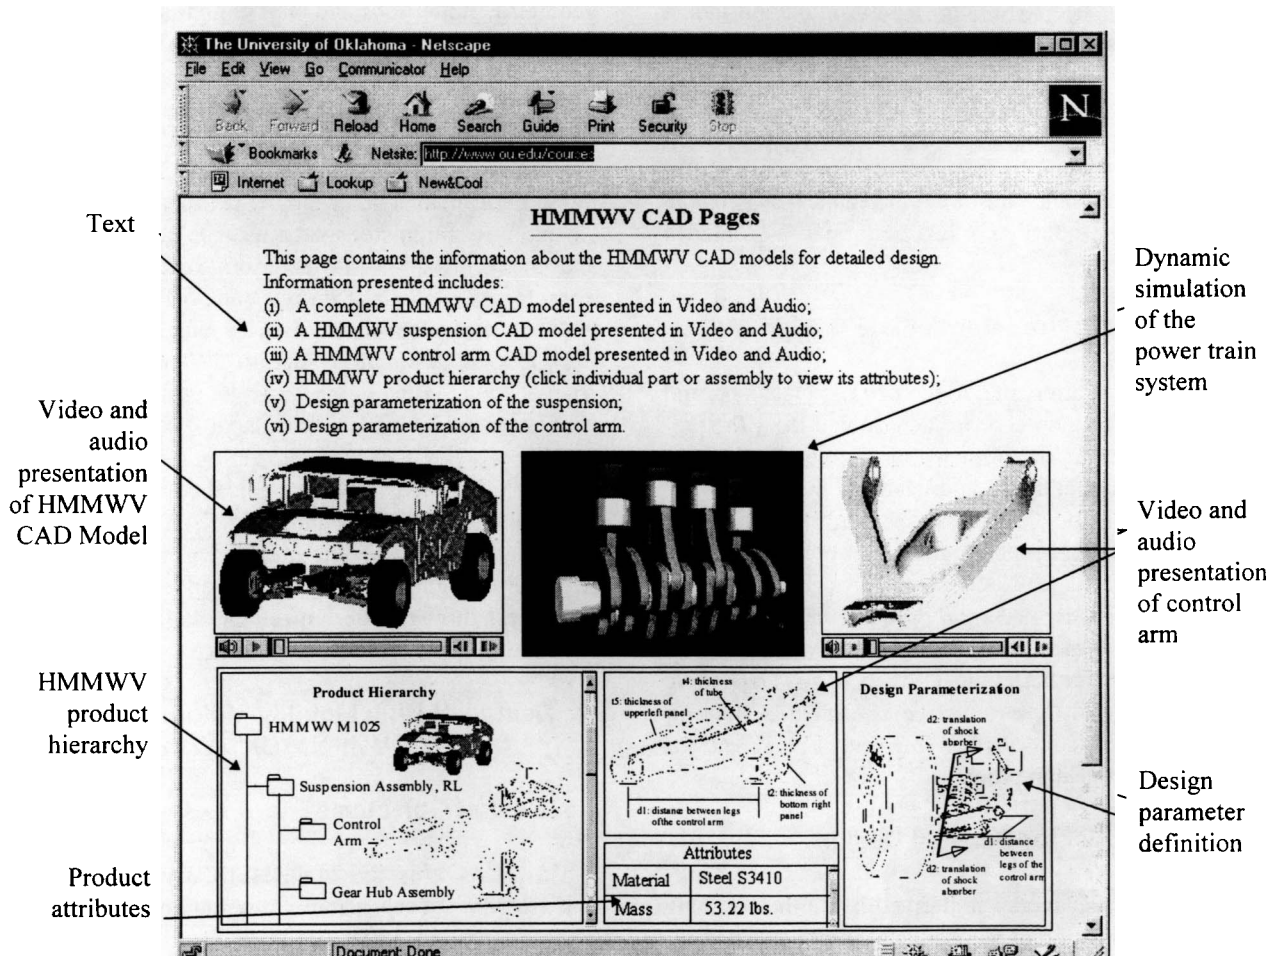 The University of Oklahoma - Netscape
File Edit View Go Communicator Help
Back Forward Reload Home Search Guide Print Security Stop
Bookmarks Netsite: http://www.ou.edu/courses
Internet Lookup New&Cool
HMMWV CAD Pages
This page contains the information about the HMMWV CAD models for detailed design.
Information presented includes:
(i) A complete HMMWV CAD model presented in Video and Audio;
(ii) A HMMWV suspension CAD model presented in Video and Audio;
(iii) A HMMWV control arm CAD model presented in Video and Audio;
(iv) HMMWV product hierarchy (click individual part or assembly to view its attributes);
(v) Design parameterization of the suspension;
(vi) Design parameterization of the control arm.
Text
Video and
audio
presentation
of HMMWV
CAD Model
HMMWV
product
hierarchy
Product
attributes
Dynamic
simulation
of the
power train
system
Video and
audio
presentation
of control
arm
Design
parameter
definition
Product Hierarchy
HMMWV M1025
Suspension Assembly, RL
Control
Arm
Gear Hub Assembly
t4: thickness
of tube
t5: thickness of
upperleft panel
t2: thickness of
bottom right
panel
d1: distance between legs
of the control arm
Attributes
Material Steel S3410
Mass 53.22 lbs.
Design Parameterization
d2: translation
of shock
absorber
d1: distance
between
legs of the
control arm
d2: translation
of shock
absorber
Document: Done
N